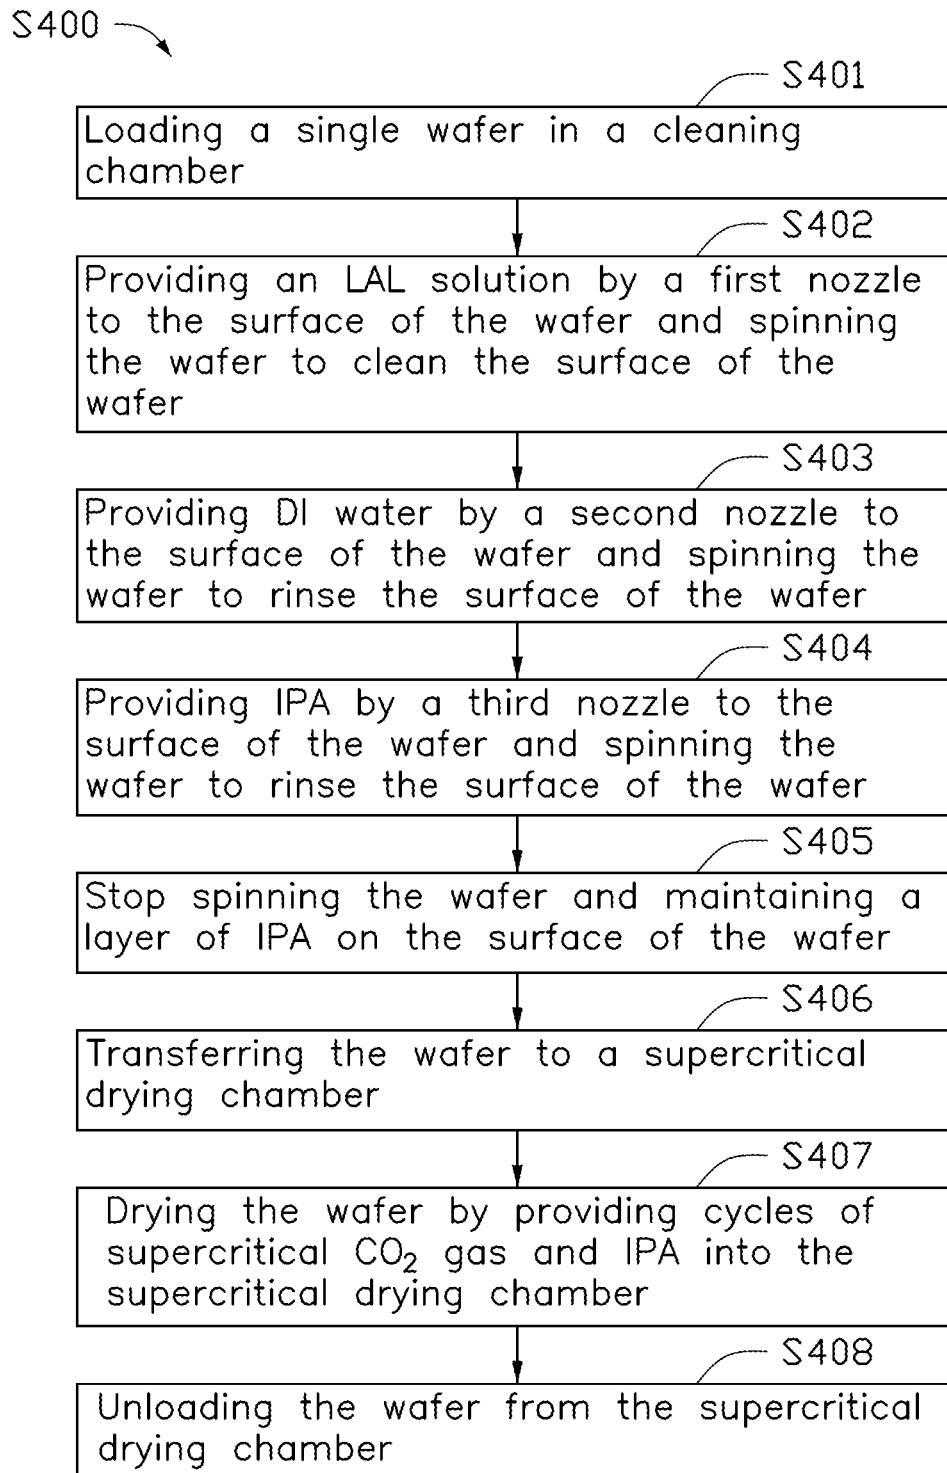 S400
S401
Loading a single wafer in a cleaning
chamber
S402
Providing an LAL solution by a first nozzle
to the surface of the wafer and spinning
the wafer to clean the surface of the
wafer
S403
Providing DI water by a second nozzle to
the surface of the wafer and spinning the
wafer to rinse the surface of the wafer
S404
Providing IPA by a third nozzle to the
surface of the wafer and spinning the
wafer to rinse the surface of the wafer
S405
Stop spinning the wafer and maintaining a
layer of IPA on the surface of the wafer
S406
Transferring the wafer to a supercritical
drying chamber
S407
Drying the wafer by providing cycles of
supercritical CO₂ gas and IPA into the
supercritical drying chamber
S408
Unloading the wafer from the supercritical
drying chamber